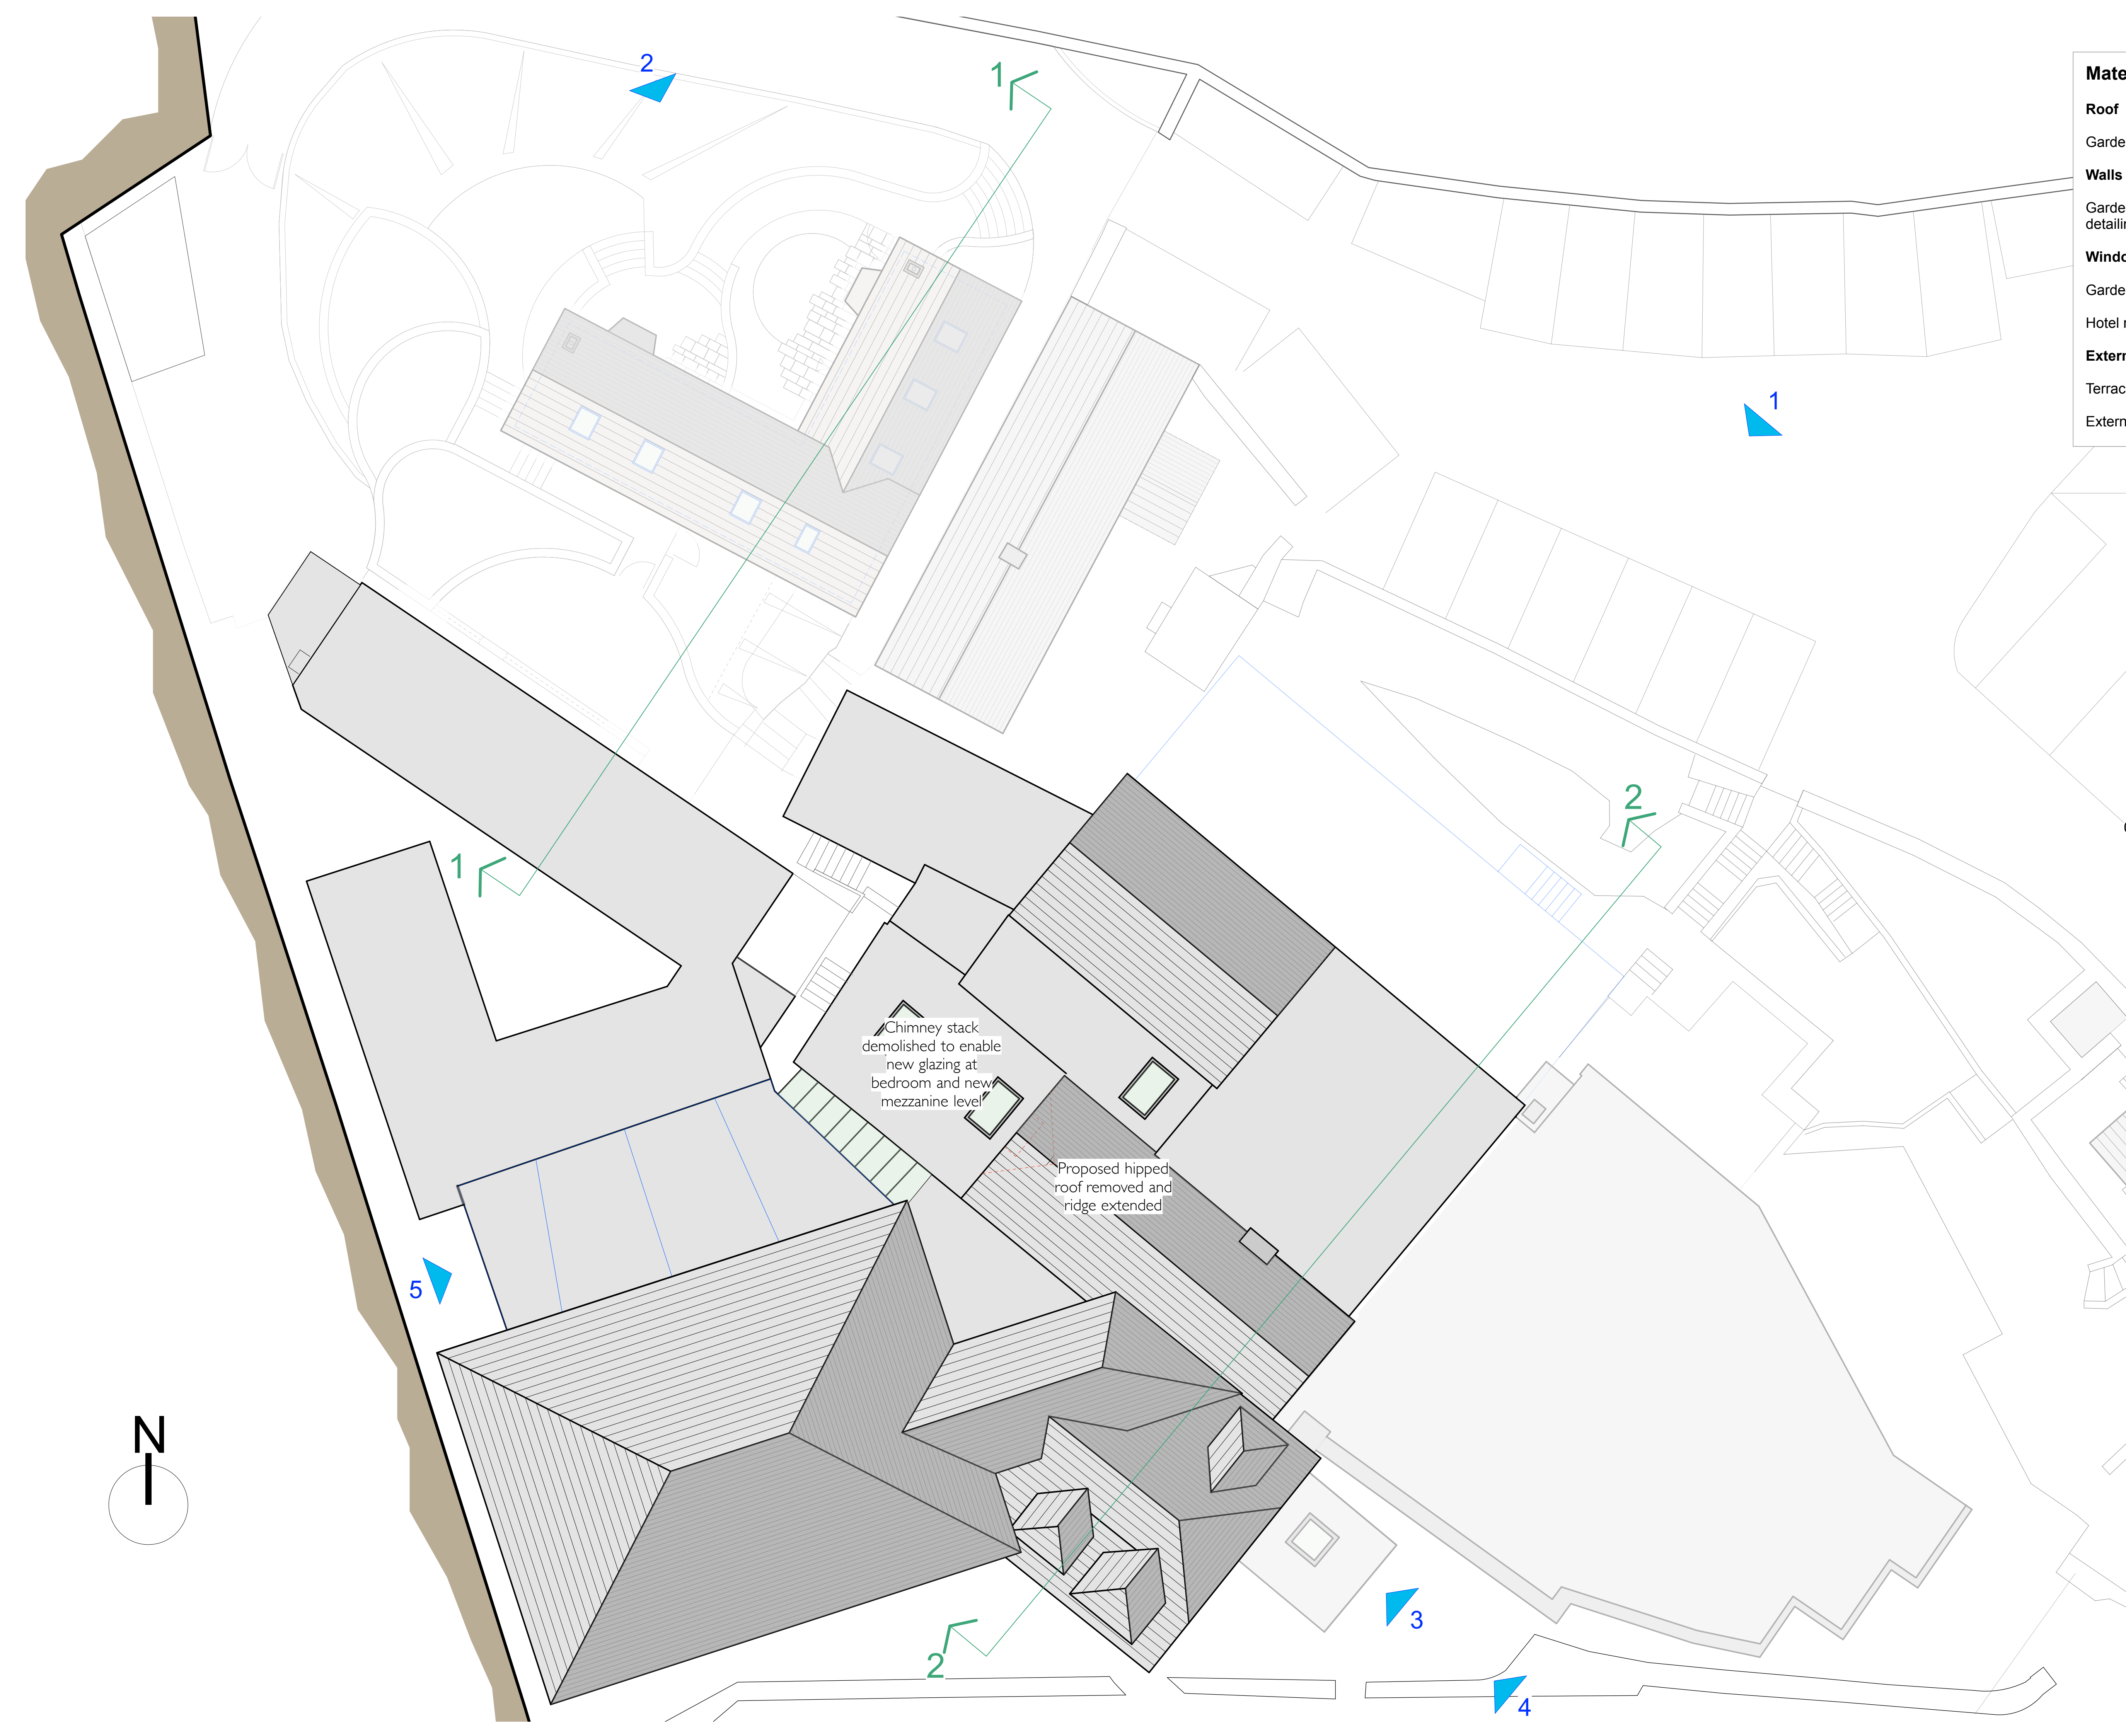 2
1
Mate
Roof
Garde
Walls
Garde
detailin
Windo
Garde
Hotel r
Extern
Terrac
Extern
1
2
1
Chimney stack
demolished to enable
new glazing at
bedroom and new
mezzanine level
Proposed hipped
roof removed and
ridge extended
5
N
3
2
4